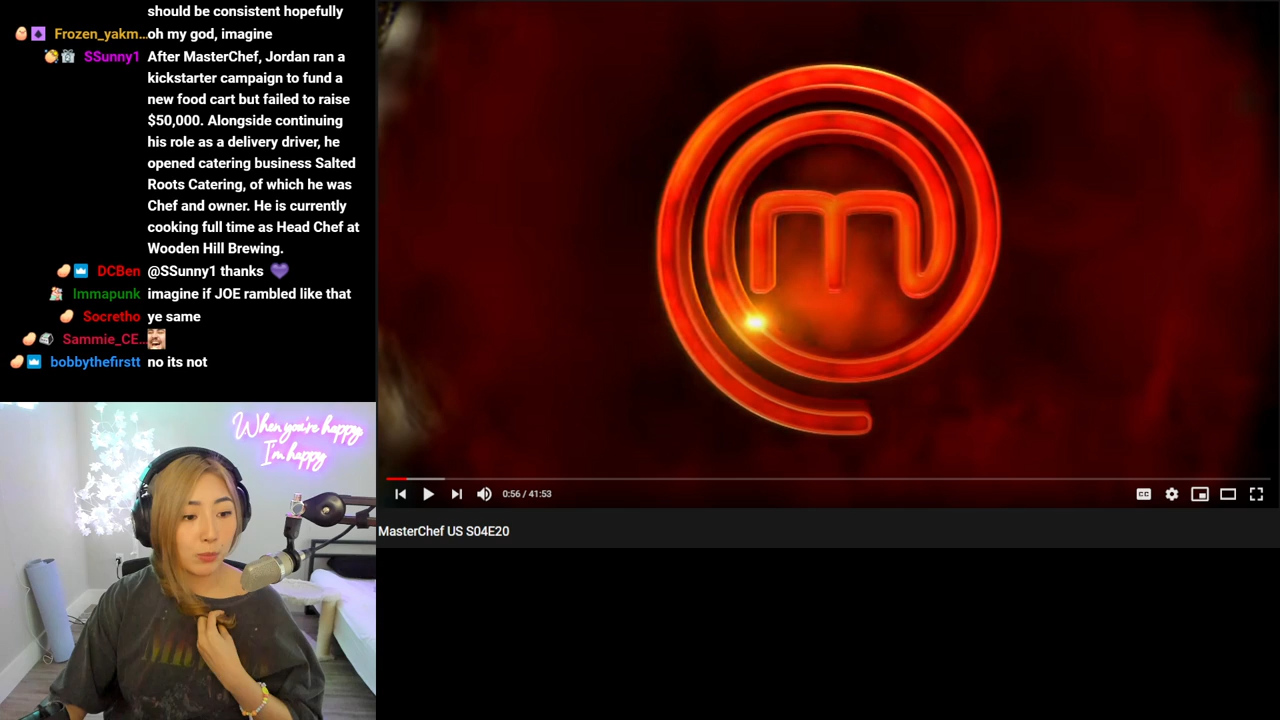 should be consistent hopefully
Frozen_yakm... oh my god, imagine
SSunny1 After MasterChef, Jordan ran a
kickstarter campaign to fund a
new food cart but failed to raise
$50,000. Alongside continuing
his role as a delivery driver, he
opened catering business Salted
Roots Catering, of which he was
Chef and owner. He is currently
cooking full time as Head Chef at
Wooden Hill Brewing.
DCBen @SSunny1 thanks
Immapunk imagine if JOE rambled like that
Socretho ye same
Sammie_CE...
bobbythefirstt no its not
When you're happy
I'm happy
m
0:56 / 41:53
CC
MasterChef US S04E20